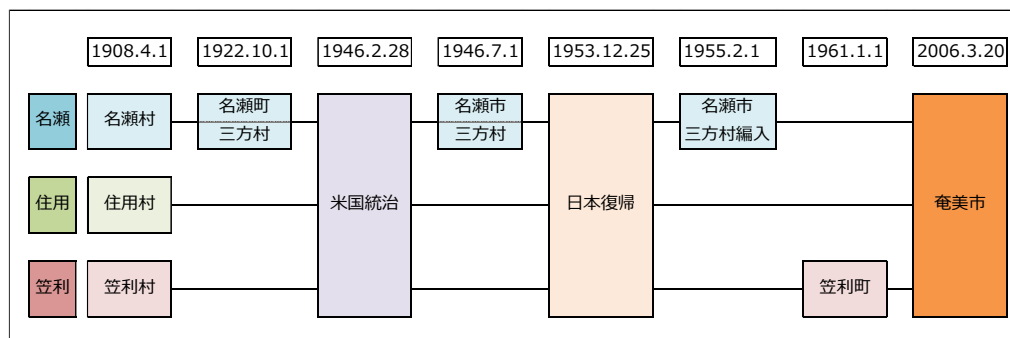 1908.4.1 1922.10.1 1946.2.28 1946.7.1 1953.12.25 1955.2.1 1961.1.1 2006.3.20
名瀬 名瀬村 名瀬町 名瀬市 名瀬市
三方村 三方村 三方村編入
住用 住用村 米国統治 日本復帰 奄美市
笠利 笠利村 笠利町